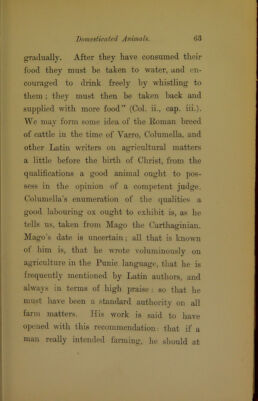 Domesticated Animals. 63
gradually. After they have consumed their
food they must be taken to water, and en-
couraged to drink freely by whistling to
them; they must then be taken back and
supplied with more food." (Col. ii., cap. iii.).
We may form some idea of the Roman breed
of cattle in the time of Varro, Columella, and
other Latin writers on agricultural matters
a little before the birth of Christ, from the
qualifications a good animal ought to pos-
sess in the opinion of a competent judge.
Columella's enumeration of the qualities a
good labouring ox ought to exhibit is, as he
tells us, taken from Mago the Carthaginian.
Mago's date is uncertain; all that is known
of him is, that he wrote voluminously on
agriculture in the Punic language, that he is
frequently mentioned by Latin authors, and
always in terms of high praise: so that he
must have been a standard authority on all
farm matters. His work is said to have
opened with this recommendation: that if a
man really intended farming, he should at